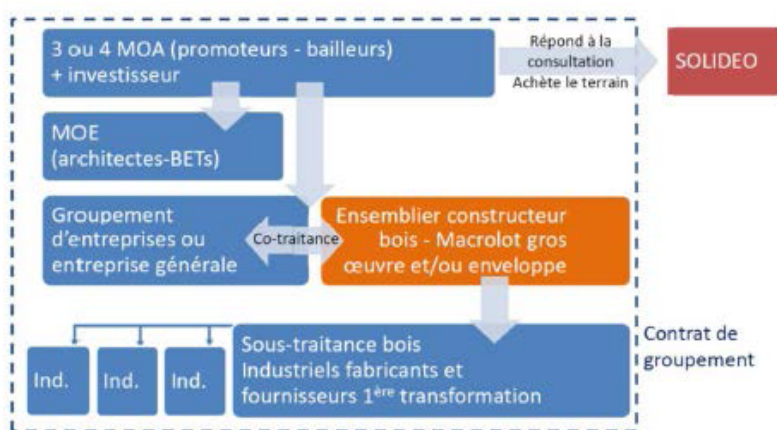 3 ou 4 MOA (promoteurs - bailleurs)
+ investisseur
Répond à la
consultation
Achète le terrain
SOLIDEO
MOE
(architectes-BETs)
Groupement
d'entreprises ou
entreprise générale
Co-traitance
Ensemblier constructeur
bois - Macrolot gros
œuvre et/ou enveloppe
Ind.
Ind.
Ind.
Sous-traitance bois
Industriels fabricants et
fournisseurs 1ère transformation
Contrat de
groupement